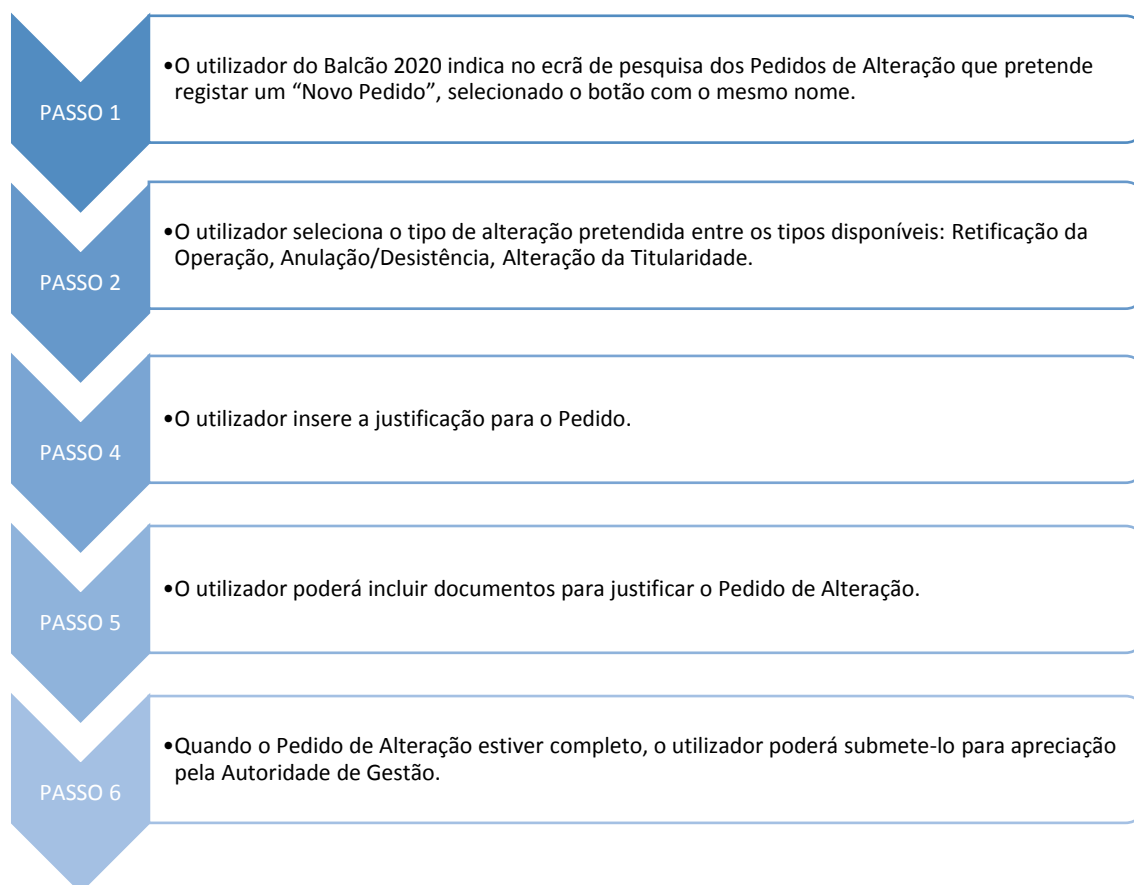 PASSO 1
•O utilizador do Balcão 2020 indica no ecrã de pesquisa dos Pedidos de Alteração que pretende
registar um “Novo Pedido”, selecionado o botão com o mesmo nome.
PASSO 2
•O utilizador seleciona o tipo de alteração pretendida entre os tipos disponíveis: Retificação da
Operação, Anulação/Desistência, Alteração da Titularidade.
PASSO 4
•O utilizador insere a justificação para o Pedido.
PASSO 5
•O utilizador poderá incluir documentos para justificar o Pedido de Alteração.
PASSO 6
•Quando o Pedido de Alteração estiver completo, o utilizador poderá submete-lo para apreciação
pela Autoridade de Gestão.